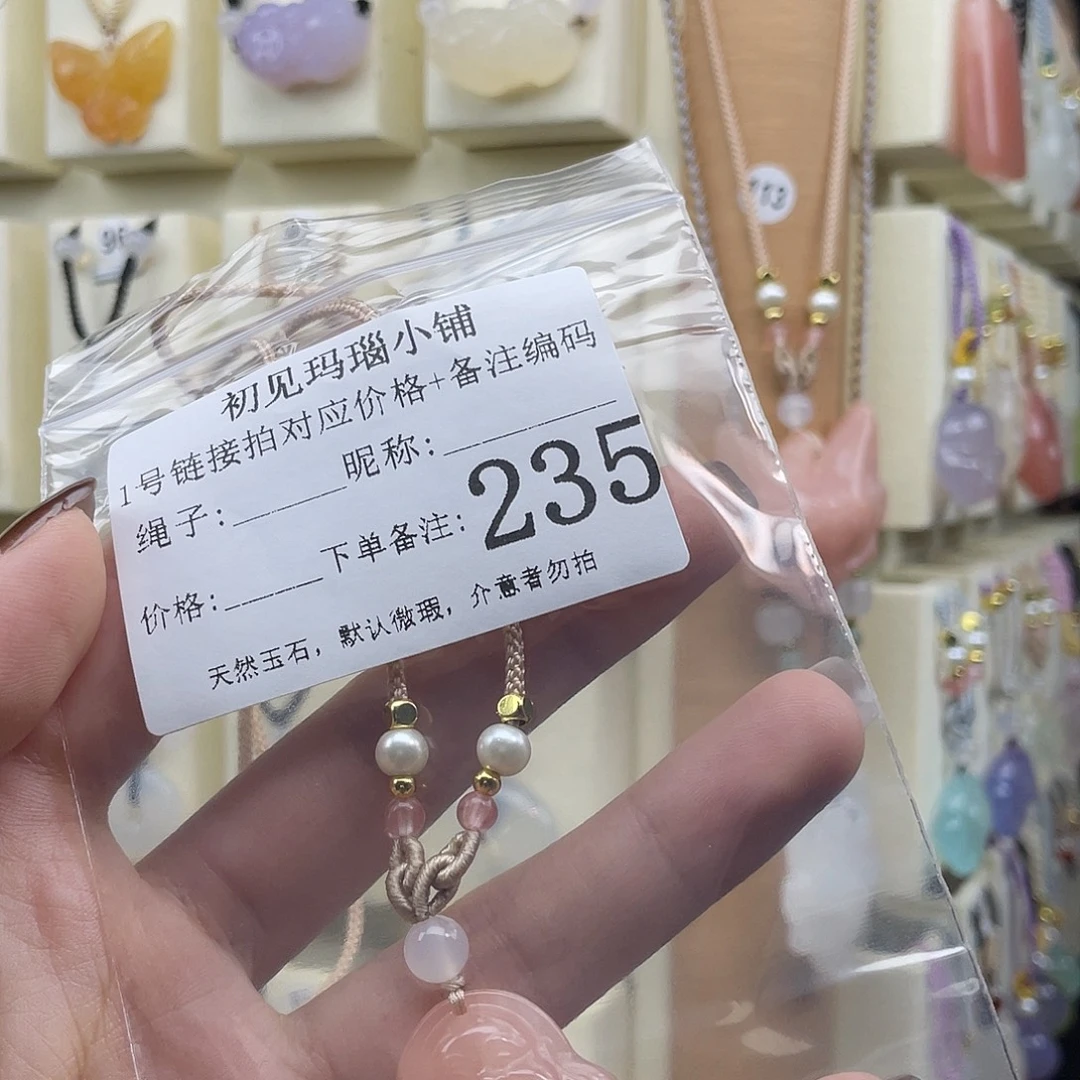 初见玛瑙小铺
1号链接拍对应价格+备注编码
绳子:______昵称:__________
价格:______下单备注:235
天然玉石，默认微瑕，介意者勿拍